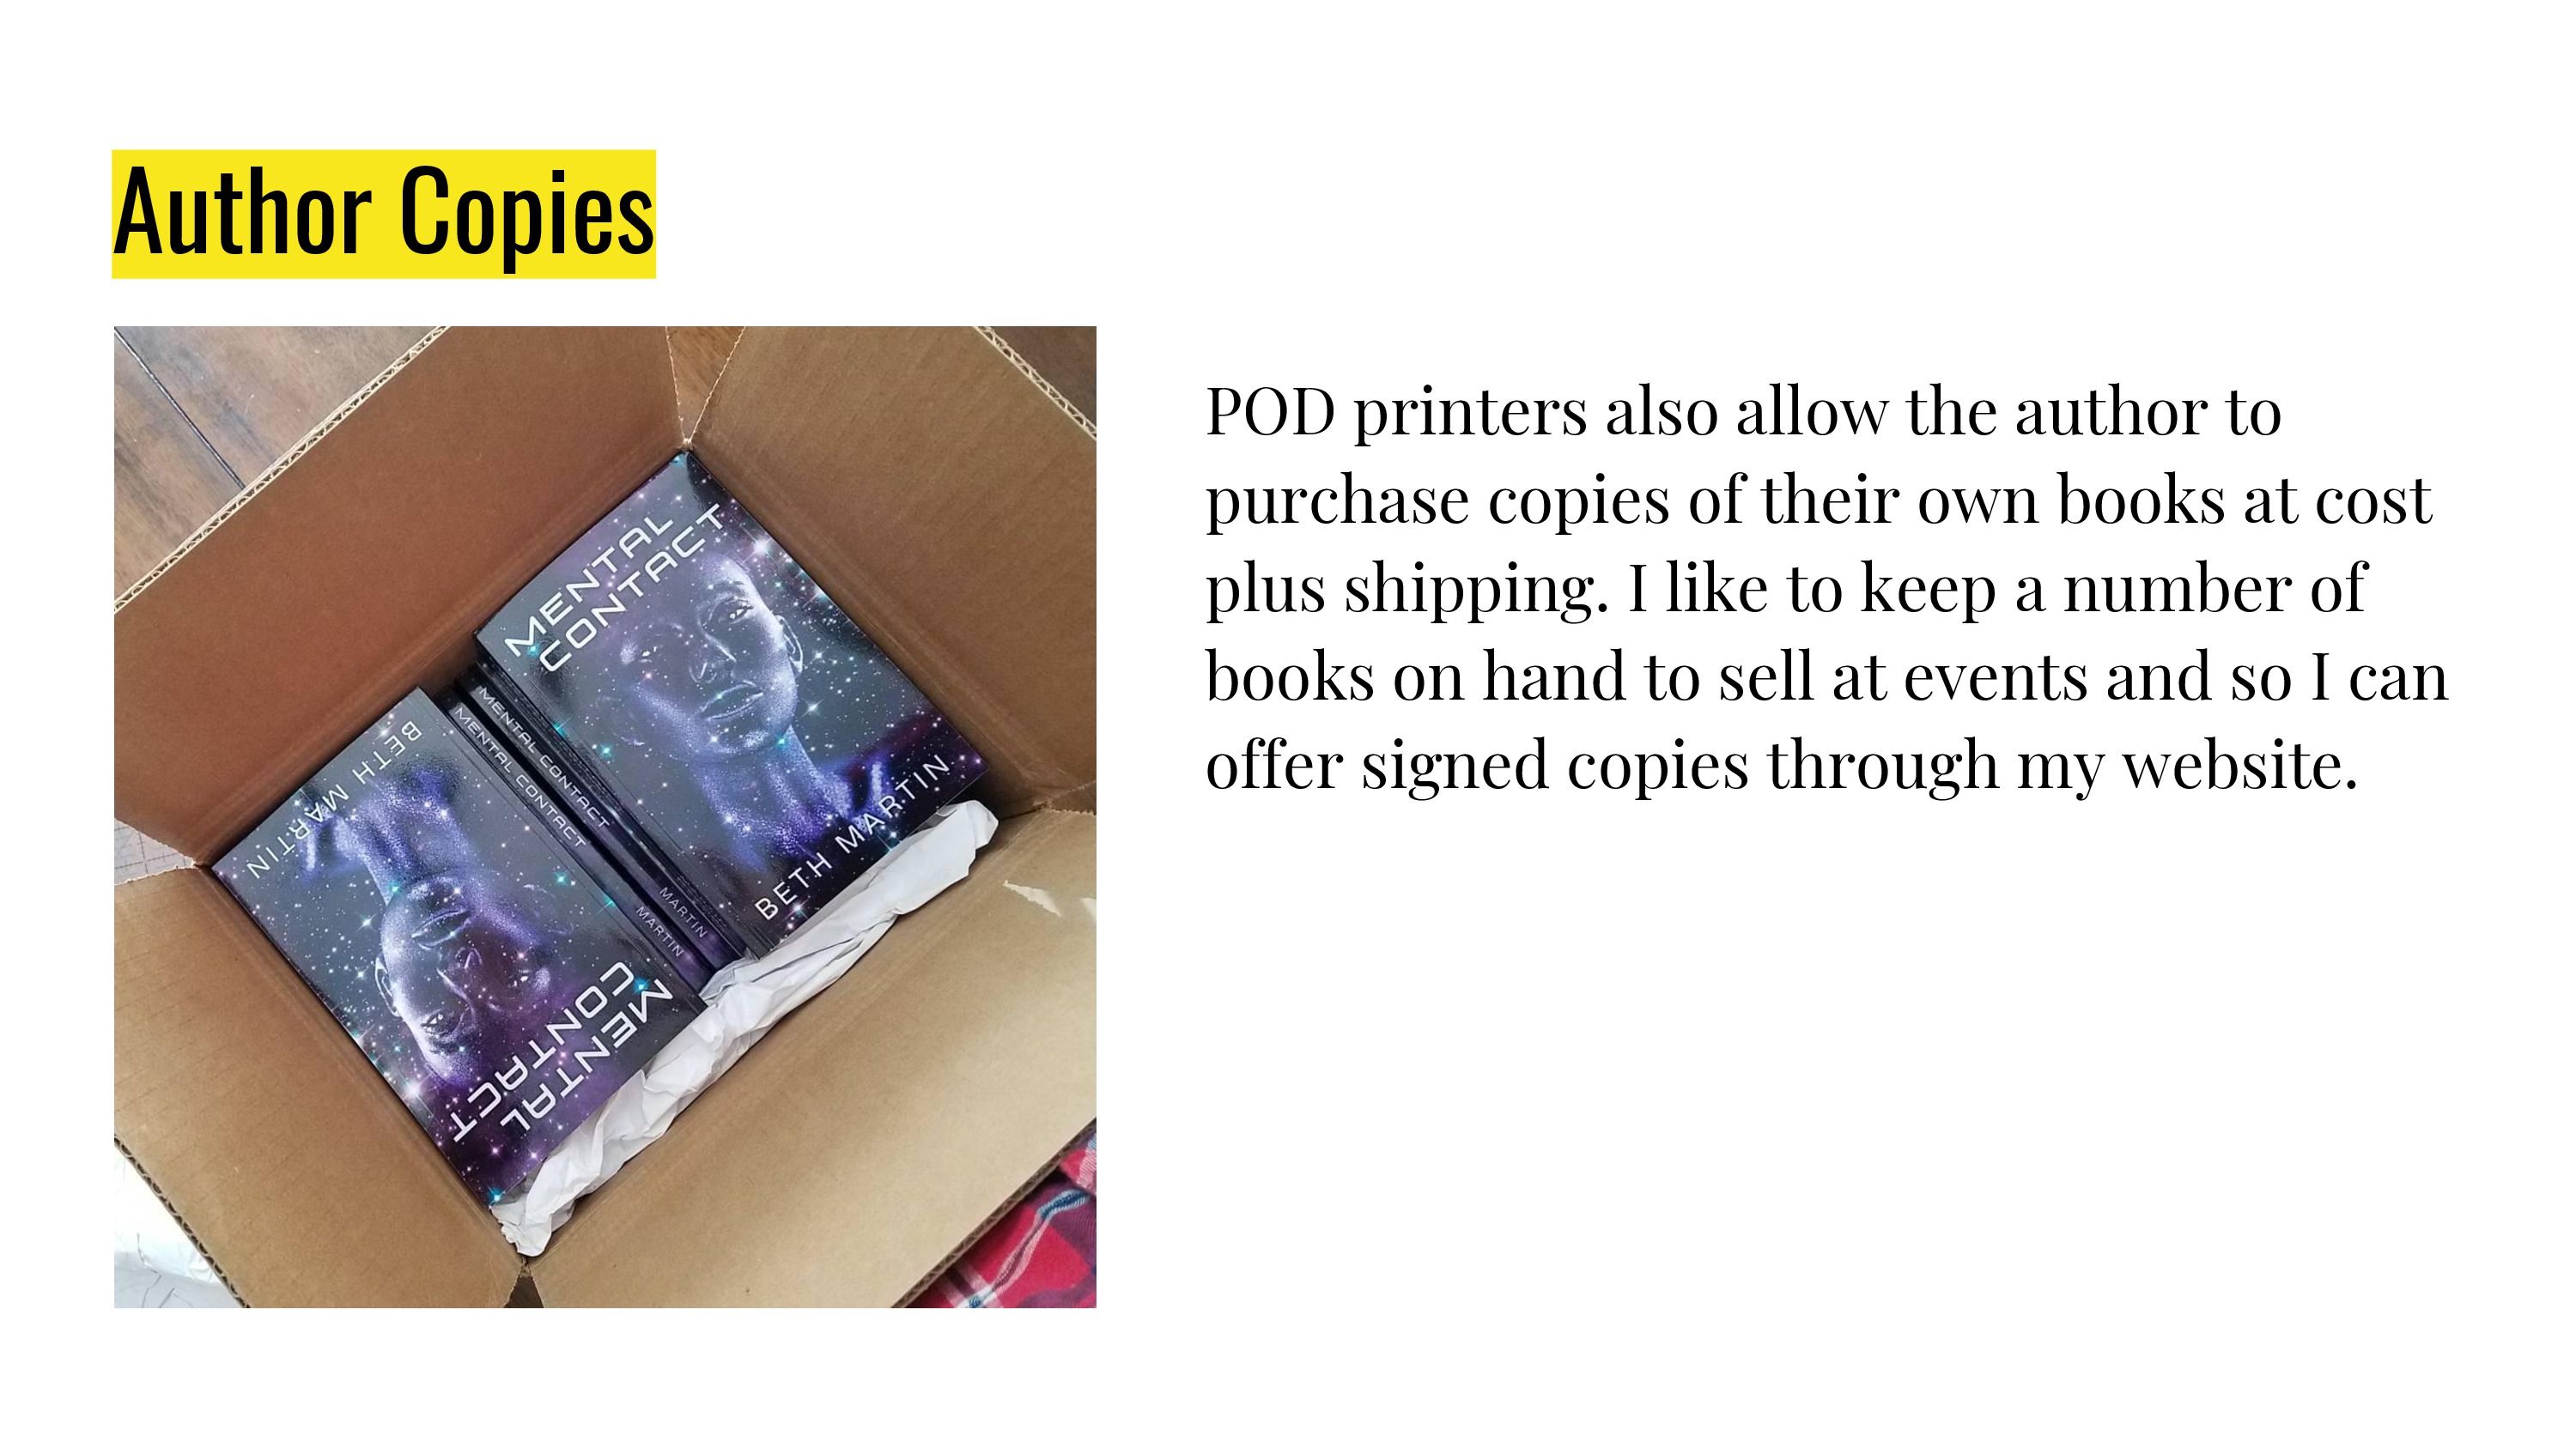 Author Copies
MENTAL
CONTACT
BETH MARTIN
MENTAL CONTACT
MARTIN
MENTAL CONTACT
MARTIN
BETH MARTIN
MENTAL
CONTACT
POD printers also allow the author to
purchase copies of their own books at cost
plus shipping. I like to keep a number of
books on hand to sell at events and so I can
offer signed copies through my website.